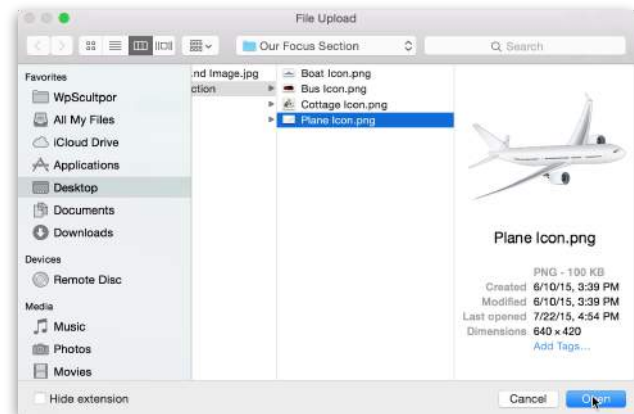 File Upload
Our Focus Section
Search
Favorites
WpScultpor
All My Files
iCloud Drive
Applications
Desktop
Documents
Downloads
Devices
Remote Disc
Media
Music
Photos
Movies
nd Image.jpg
ction
Boat Icon.png
Bus Icon.png
Cottage Icon.png
Plane Icon.png
Plane Icon.png
PNG - 100 KB
Created 6/10/15, 3:39 PM
Modified 6/10/15, 3:39 PM
Last opened 7/22/15, 4:54 PM
Dimensions 640 × 420
Add Tags...
Hide extension
Cancel
Open